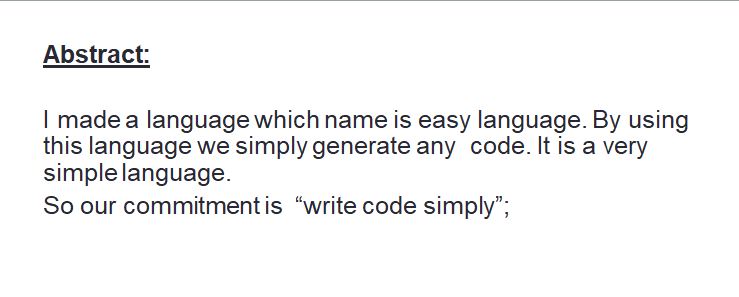 Abstract:
I made a language which name is easy language. By using
this language we simply generate any code. It is a very
simple language.
So our commitment is “write code simply”;